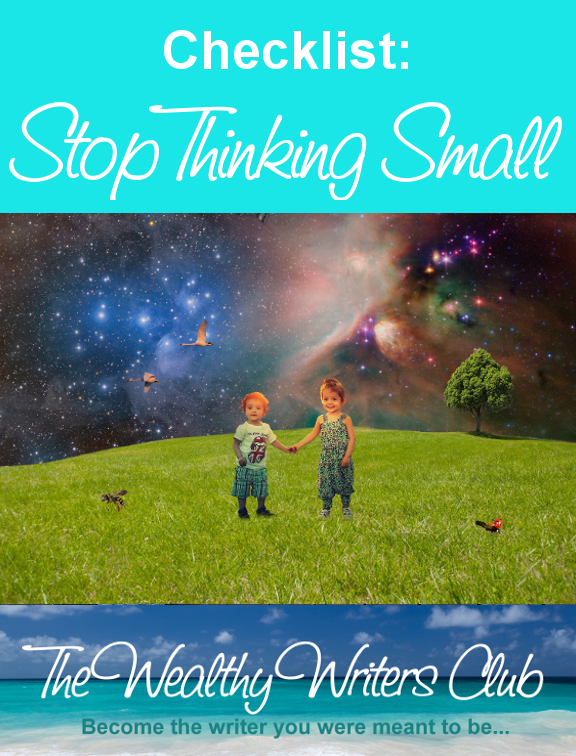 Checklist:
Stop Thinking Small
The Wealthy Writers Club
Become the writer you were meant to be...